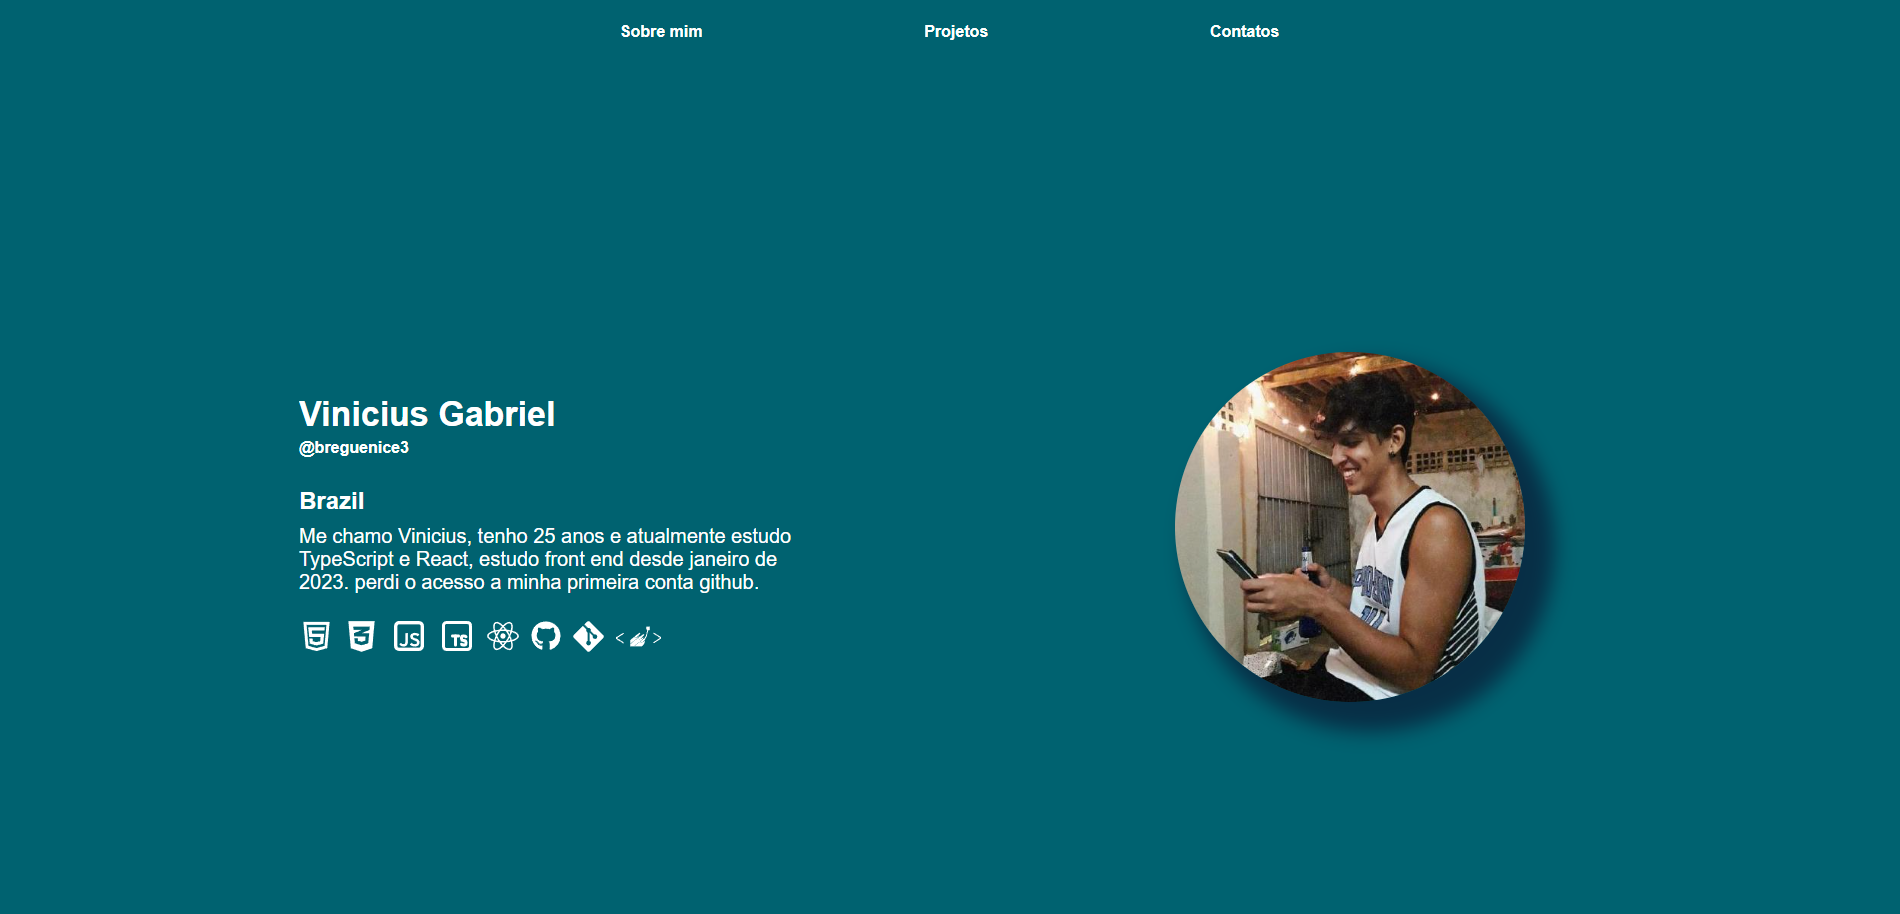 Sobre mim
Projetos
Contatos
Vinicius Gabriel
@breguenice3
Brazil
Me chamo Vinicius, tenho 25 anos e atualmente estudo
TypeScript e React, estudo front end desde janeiro de
2023. perdi o acesso a minha primeira conta github.
JS
TS